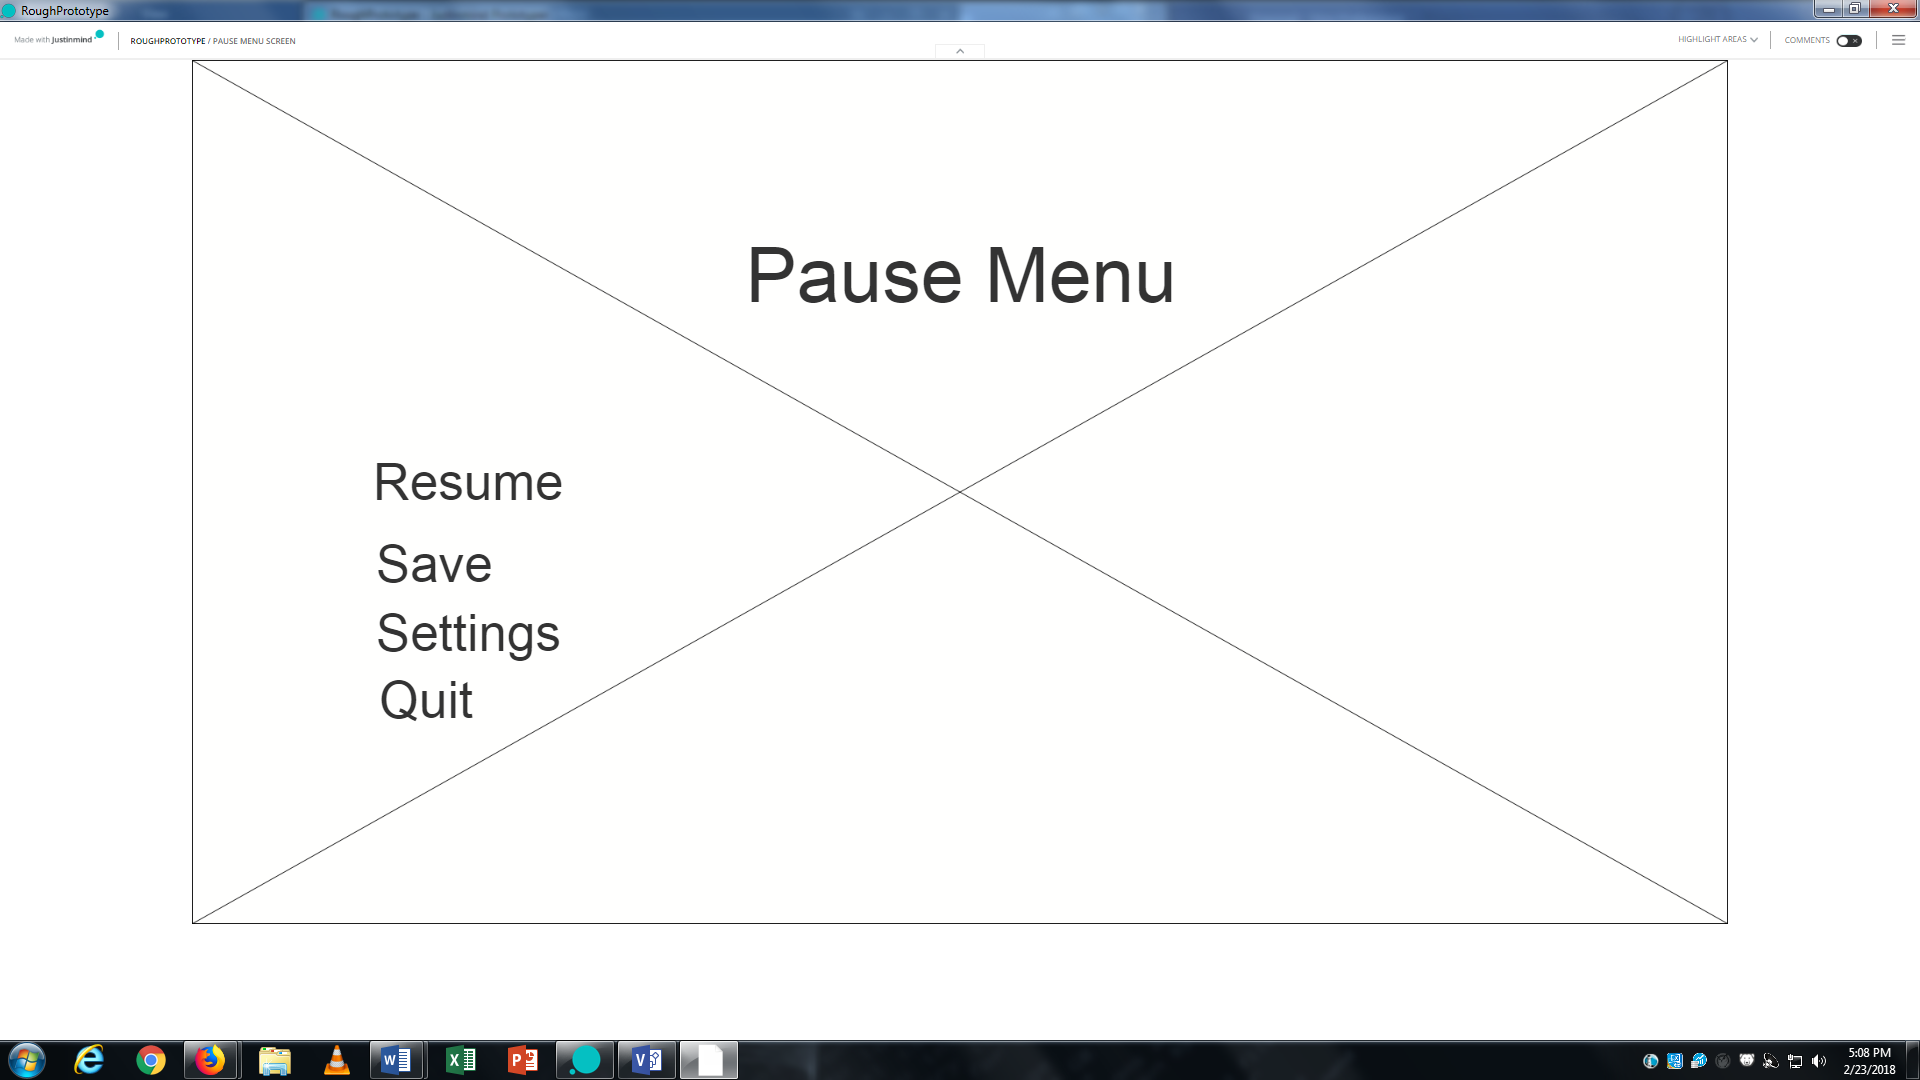 RoughPrototype
Made with Justinmind
ROUGHPROTOTYPE / PAUSE MENU SCREEN
HIGHLIGHT AREAS
COMMENTS
Pause Menu
Resume
Save
Settings
Quit
5:08 PM
2/23/2018